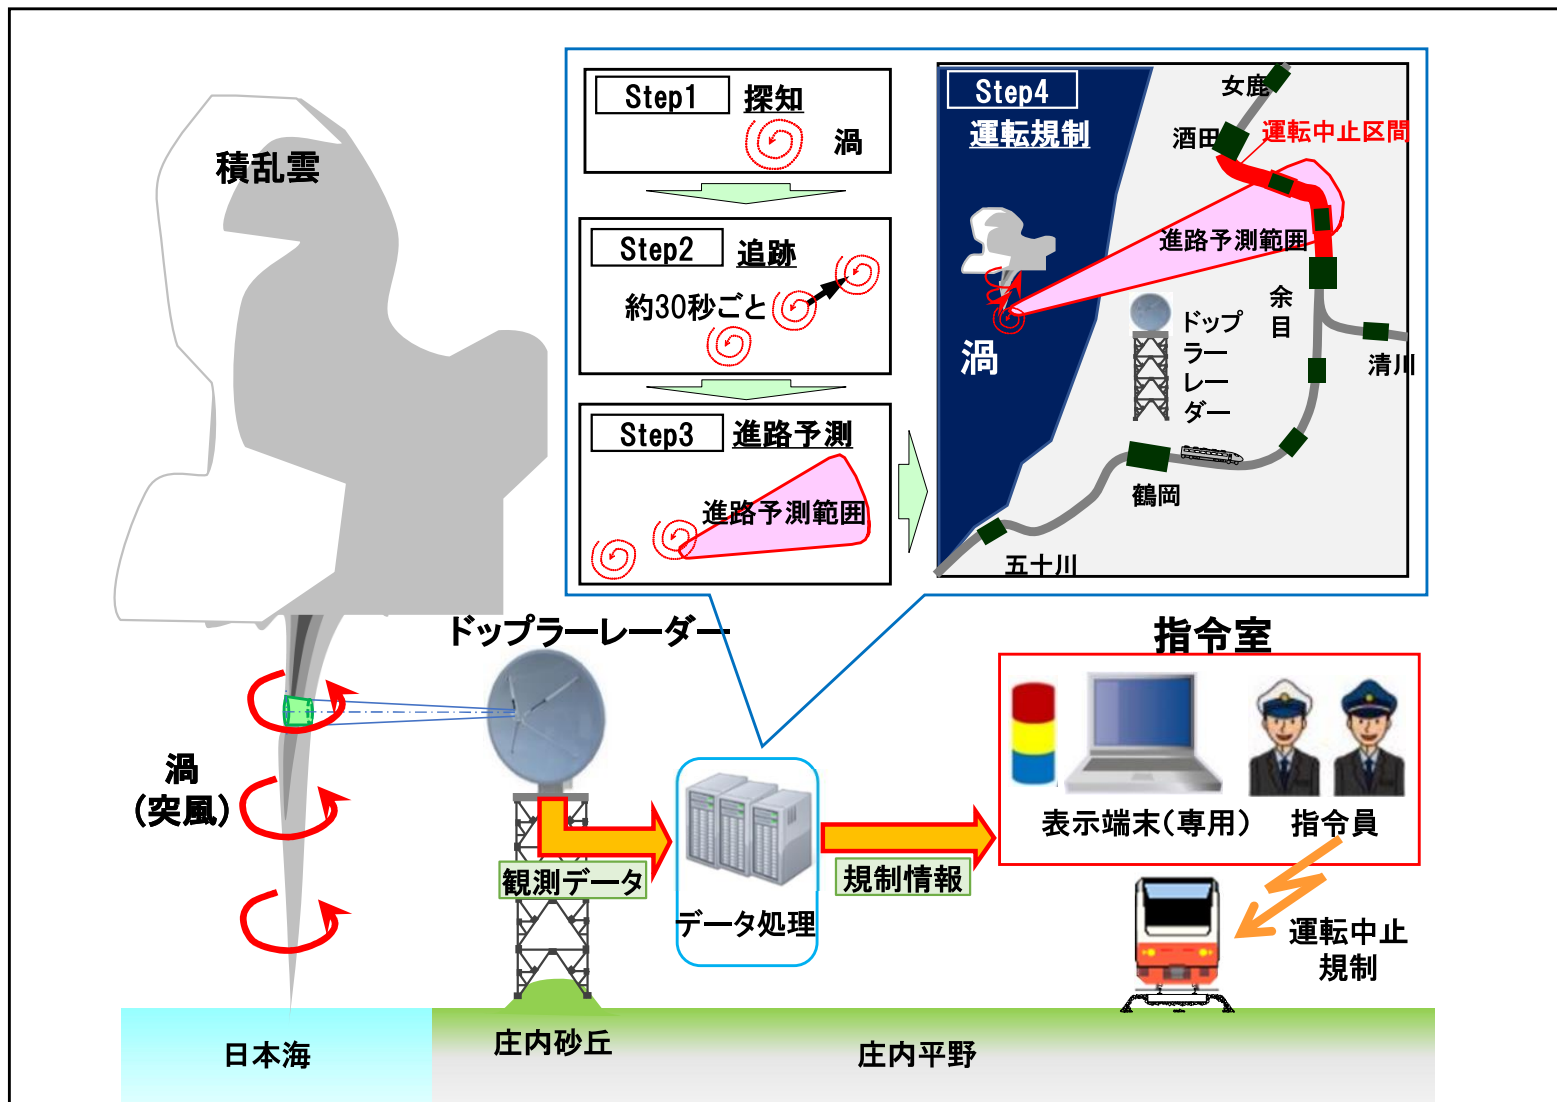 積乱雲
Step1
探知
渦
Step2
追跡
約30秒ごと
Step3
進路予測
進路予測範囲
Step4
運転規制
女鹿
酒田
運転中止区間
進路予測範囲
渦
ドップ
ラー
レー
ダー
余
目
清川
鶴岡
五十川
ドップラーレーダー
指令室
渦
(突風)
表示端末(専用)
指令員
観測データ
データ処理
規制情報
運転中止
規制
日本海
庄内砂丘
庄内平野